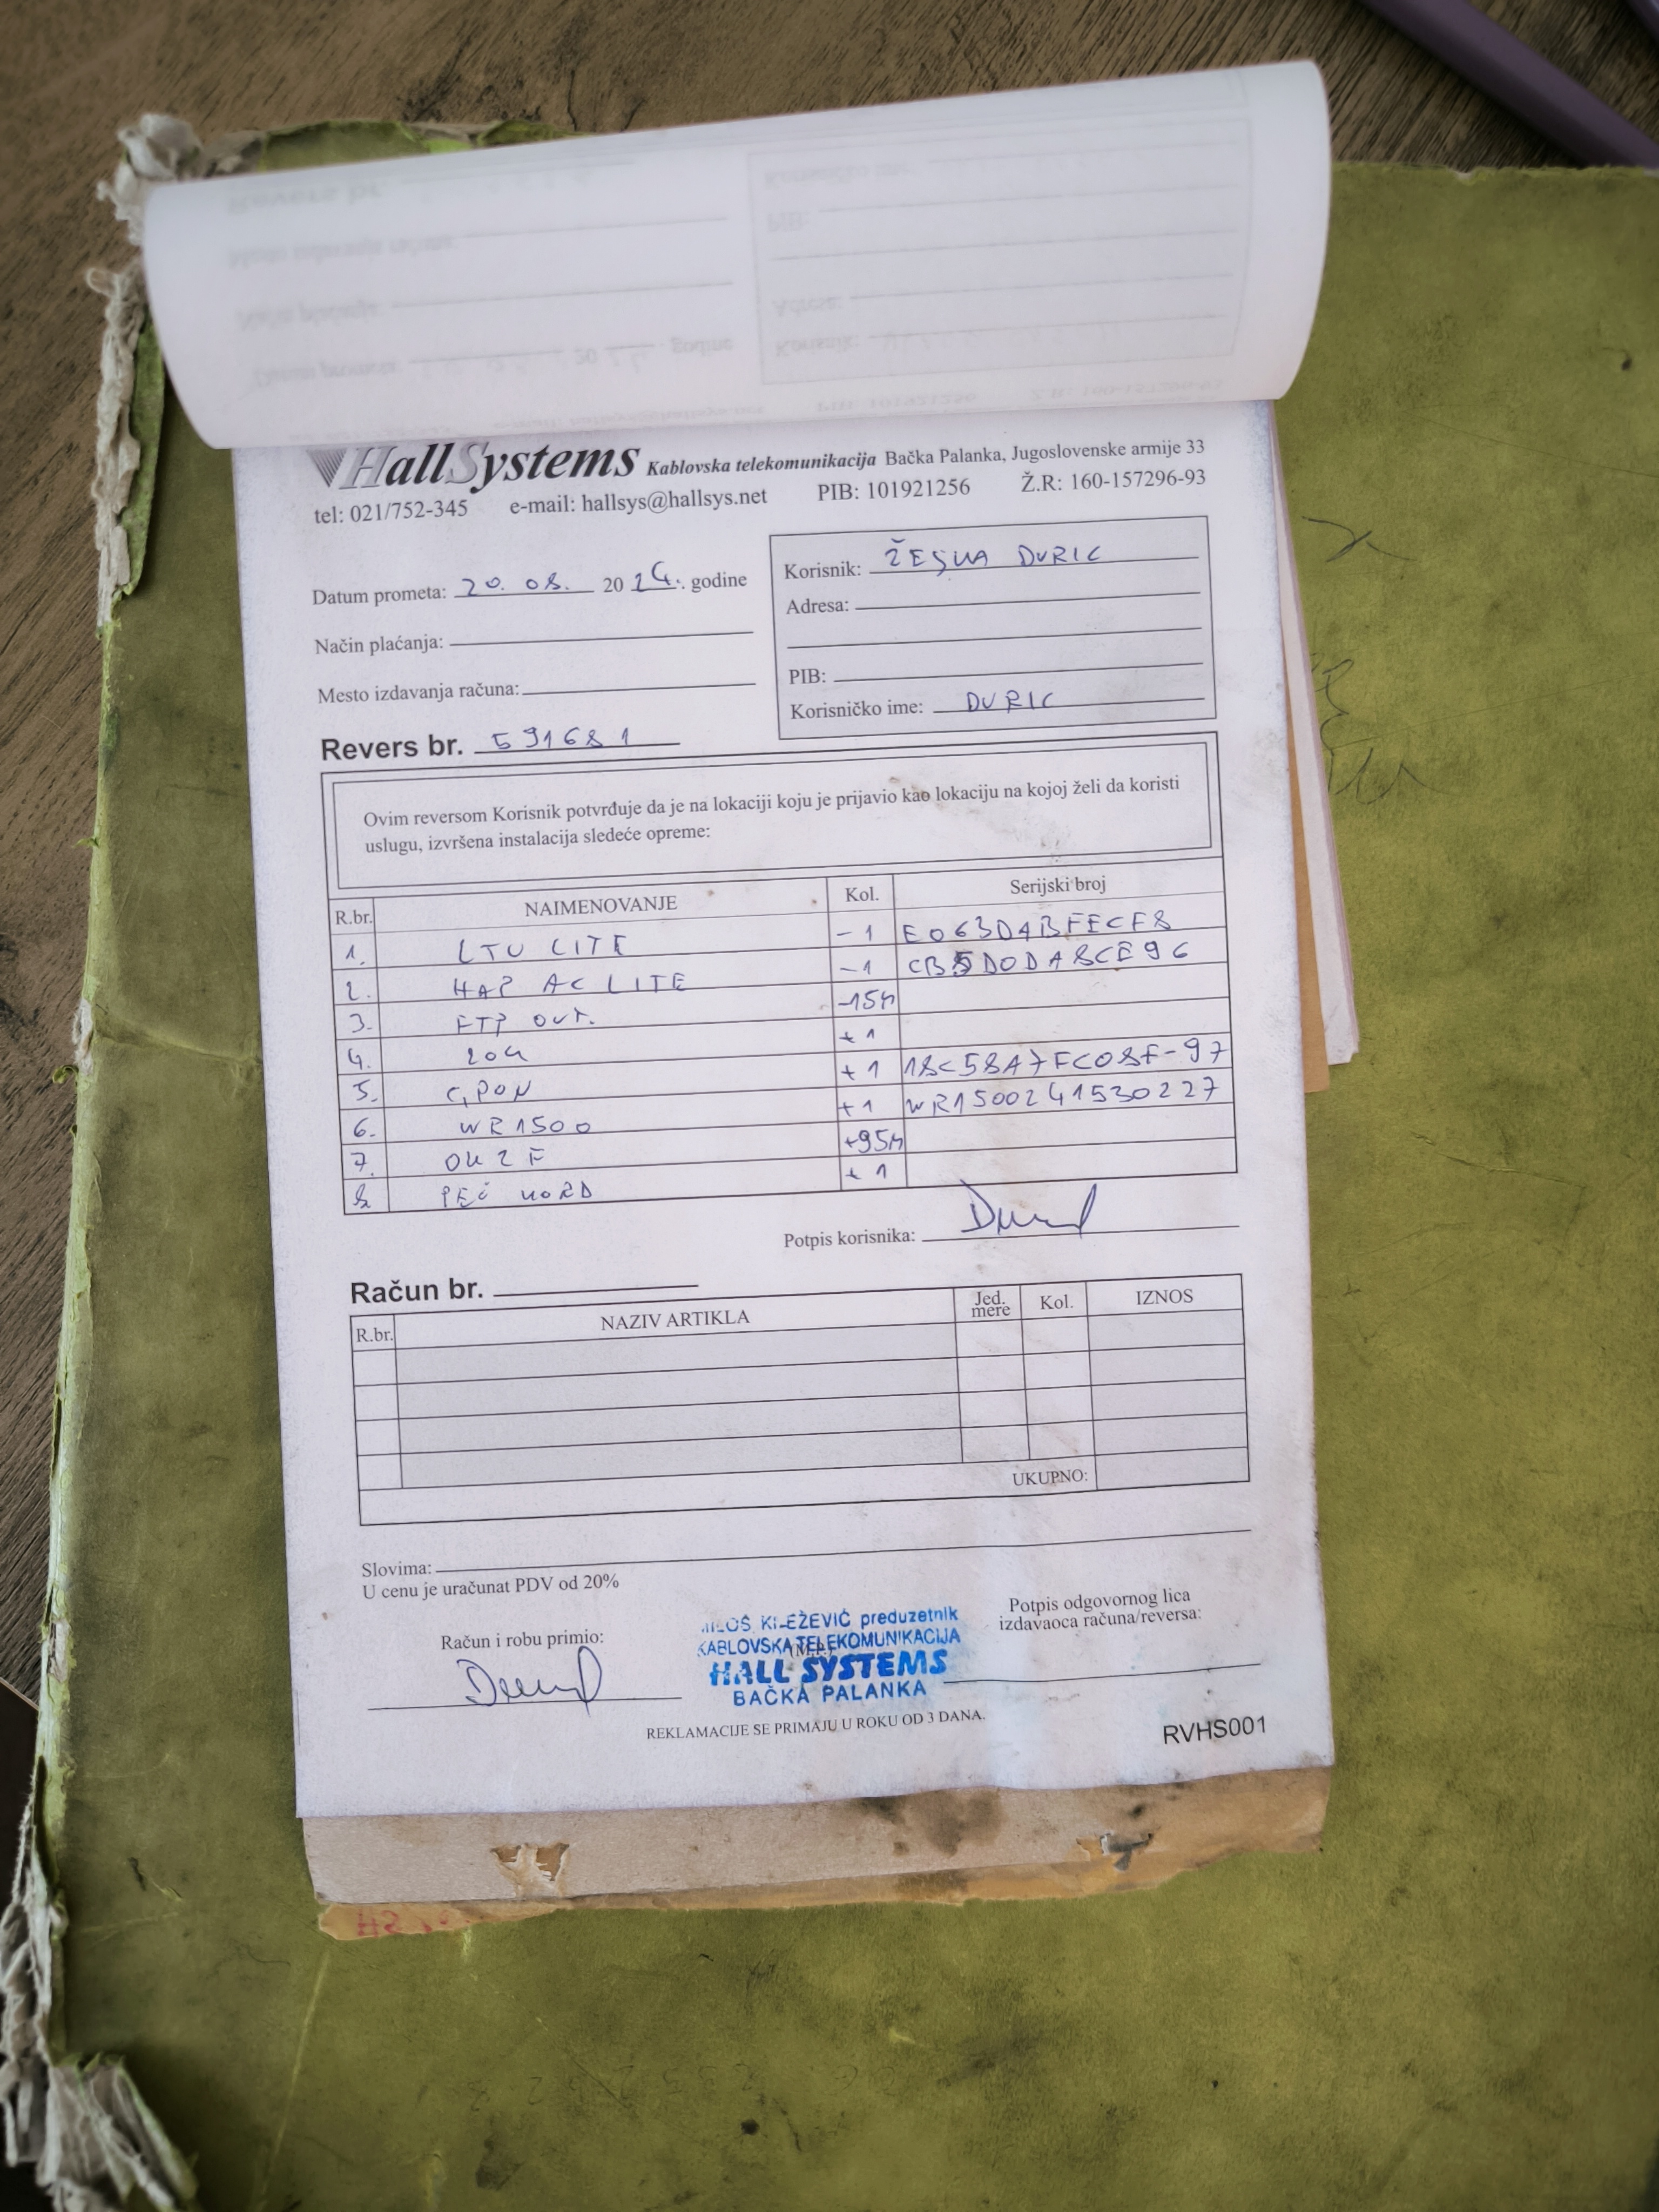 HallSystems Kablovska telekomunikacija Bačka Palanka, Jugoslovenske armije 33
tel: 021/752-345 e-mail: hallsys@hallsys.net PIB: 101921256 Ž.R: 160-157296-93
Datum prometa: 20. 08. 2024. godine
Način plaćanja:
Mesto izdavanja računa:
Korisnik: DURIC
Adresa:
PIB:
Korisničko ime: DURIC
Revers br. 591681
Ovim reversom Korisnik potvrđuje da je na lokaciji koju je prijavio kao lokaciju na kojoj želi da koristi
uslugu, izvršena instalacija sledeće opreme:
R.br. NAIMENOVANJE Kol. Serijski broj
1. LTU LITE -1 E063DA13FECF8
2. HAP AC LITE -1
3. FTP OUT. -15m
4. +1
5. GPON +1 18C58A7FC08F-97
6. WR1500 +1 WR1500241530227
7. +95m
8. +1
Potpis korisnika:
Račun br.
R.br. NAZIV ARTIKLA Jed. mere Kol. IZNOS
UKUPNO:
Slovima:
U cenu je uračunat PDV od 20%
Račun i robu primio:
preduzetnik
KABLOVSKA TELEKOMUNIKACIJA
(M.P.)
HALL SYSTEMS
BAČKA PALANKA
Potpis odgovornog lica
izdavaoca računa/reversa:
REKLAMACIJE SE PRIMAJU U ROKU OD 3 DANA.
RVHS001